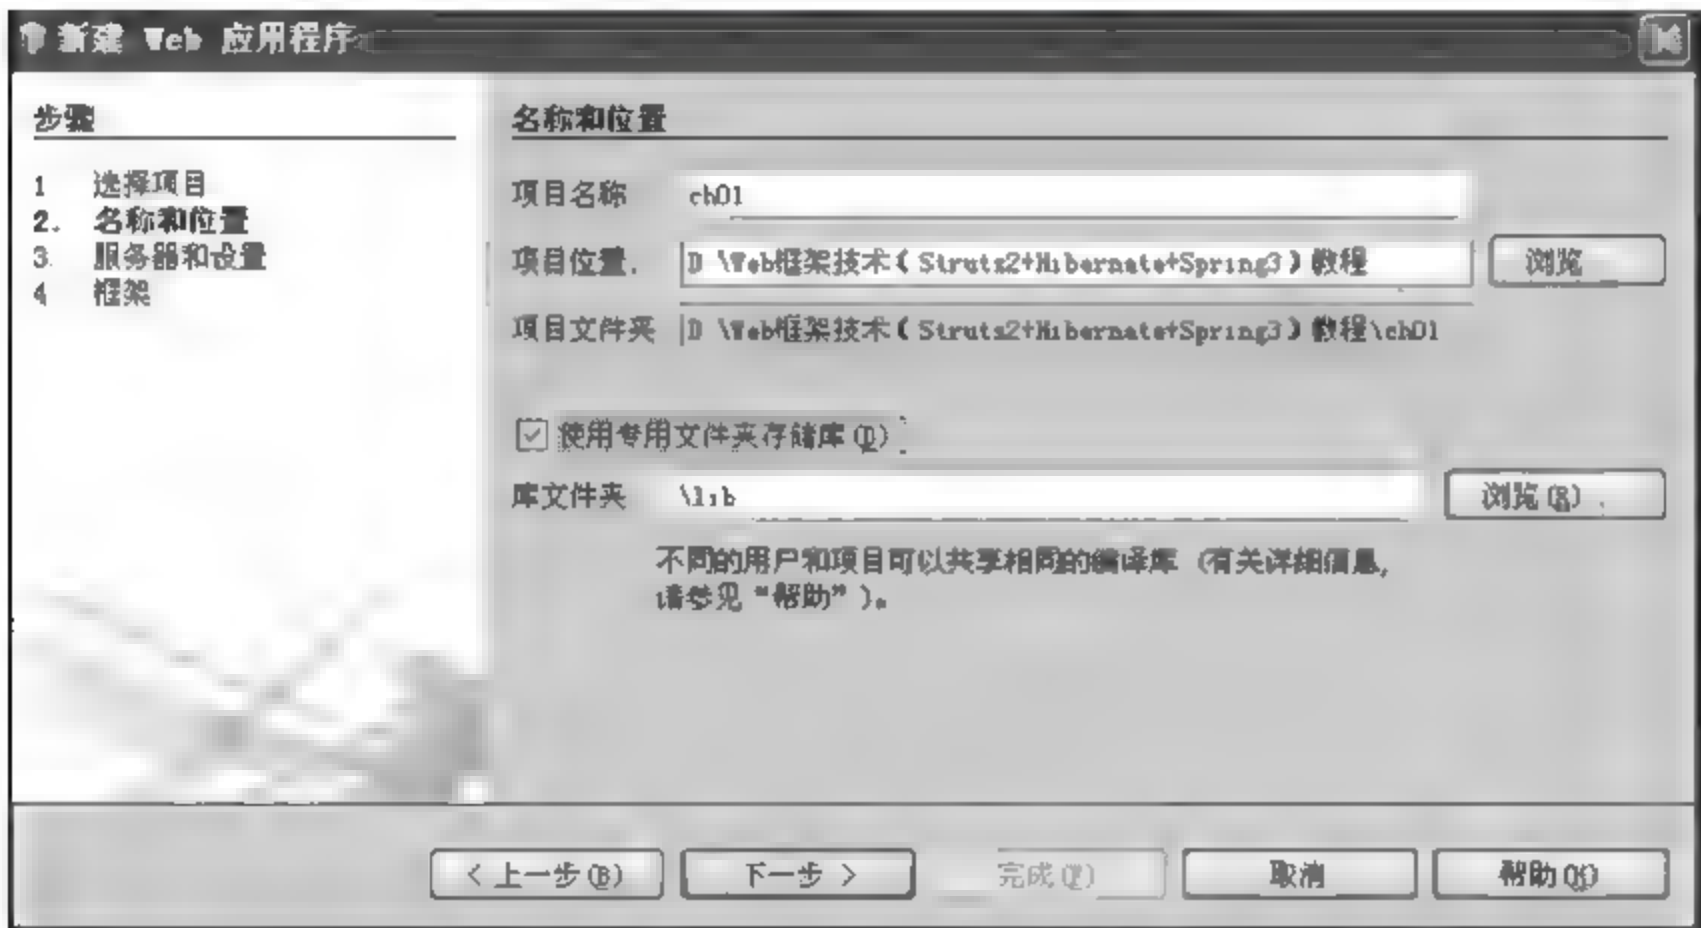 新建 Web 应用程序
步骤
1 选择项目
2. 名称和位置
3. 服务器和设置
4 框架
名称和位置
项目名称 ch01
项目位置. D \Web框架技术(Struts2+Hibernate+Spring3)教程 浏览
项目文件夹 D \Web框架技术(Struts2+Hibernate+Spring3)教程\ch01
使用专用文件夹存储库(D)
库文件夹 \lib 浏览(R)
不同的用户和项目可以共享相同的编译库 (有关详细信息,
请参见“帮助”)。
< 上一步(B) 下一步 > 完成(F) 取消 帮助(H)